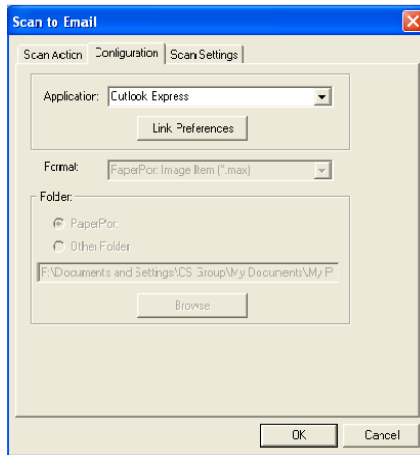 Scan to Email
Scan Action Configuration Scan Settings
Application: Outlook Express
Link Preferences
Format: PaperPort Image Item (*.max)
Folder:
PaperPort
Other Folder
F:\Documents and Settings\CS Group\My Documents\My P
Browse
OK Cancel